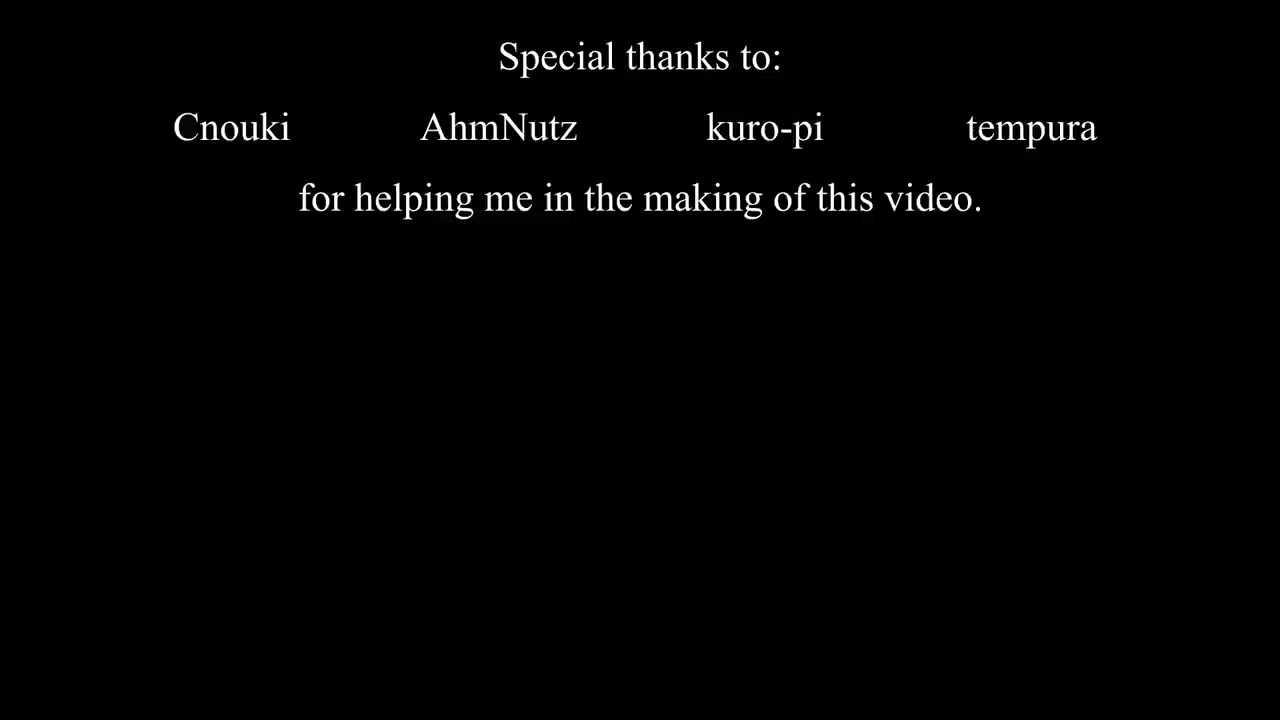 Special thanks to:
Cnouki AhmNutz kuro-pi tempura
for helping me in the making of this video.